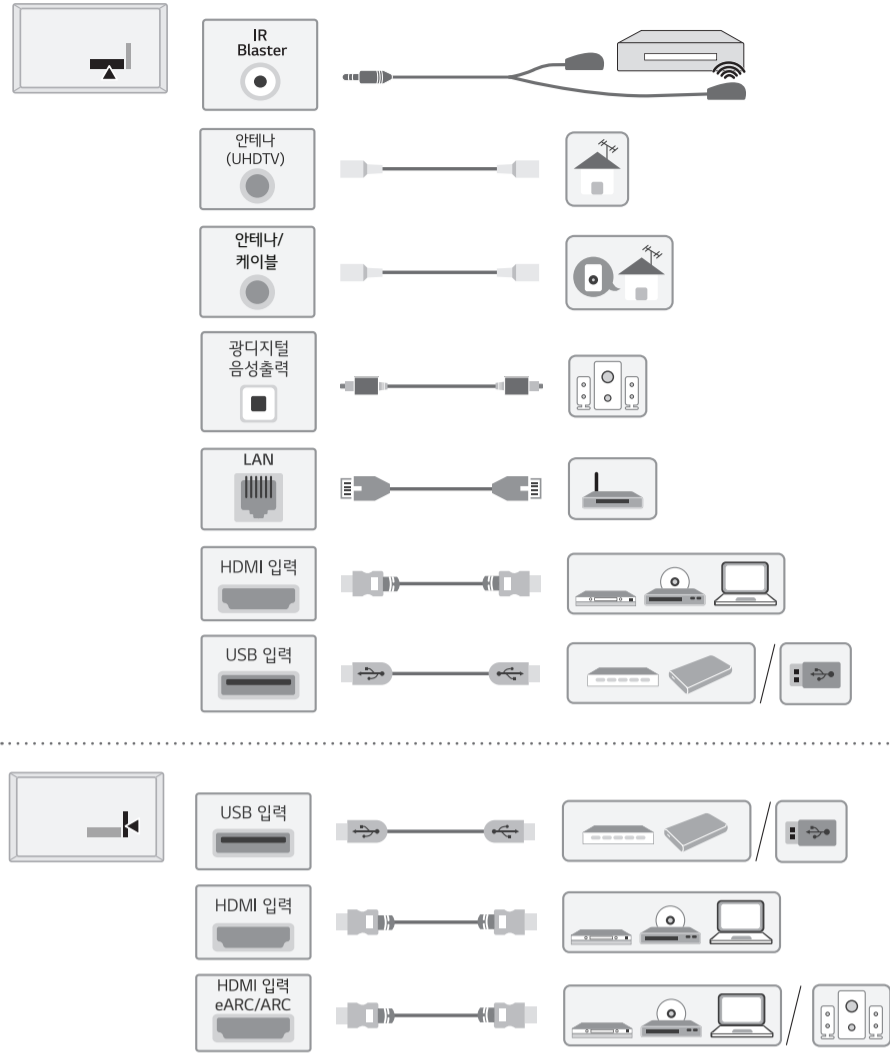 IR
Blaster
안테나
(UHDTV)
안테나/
케이블
광디지털
음성출력
LAN
HDMI 입력
USB 입력
USB 입력
HDMI 입력
HDMI 입력
eARC/ARC